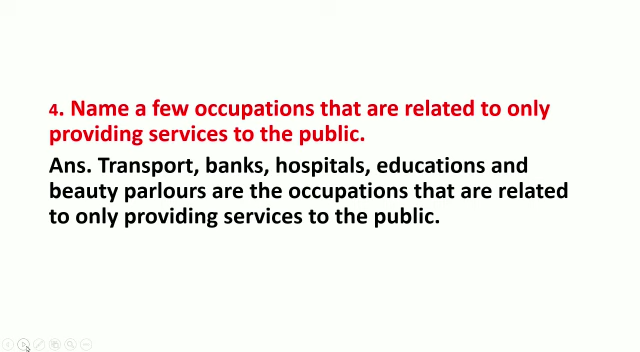 4. Name a few occupations that are related to only
providing services to the public.
Ans. Transport, banks, hospitals, educations and
beauty parlours are the occupations that are related
to only providing services to the public.